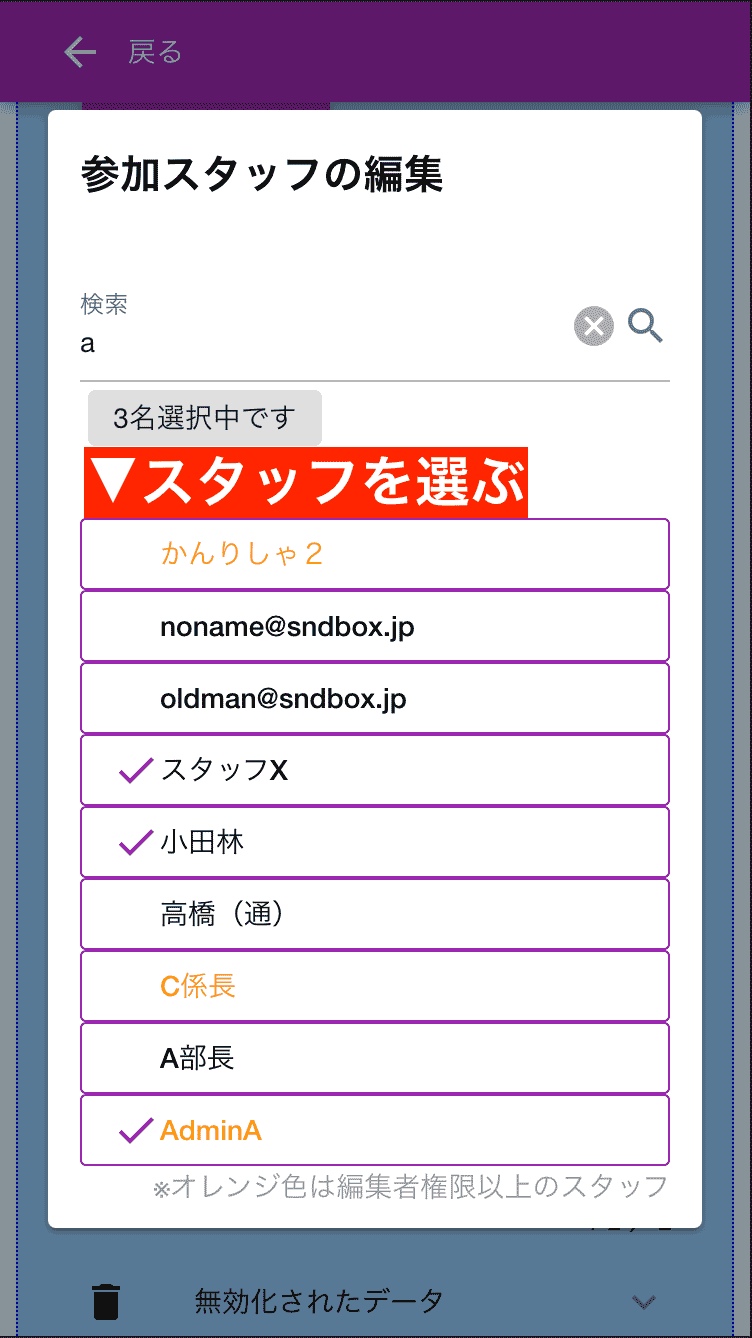 戻る
参加スタッフの編集
検索
a
3名選択中です
▼スタッフを選ぶ
かんりしゃ２
noname@sndbox.jp
oldman@sndbox.jp
スタッフX
小田林
高橋（通）
C係長
A部長
AdminA
※オレンジ色は編集者権限以上のスタッフ
無効化されたデータ